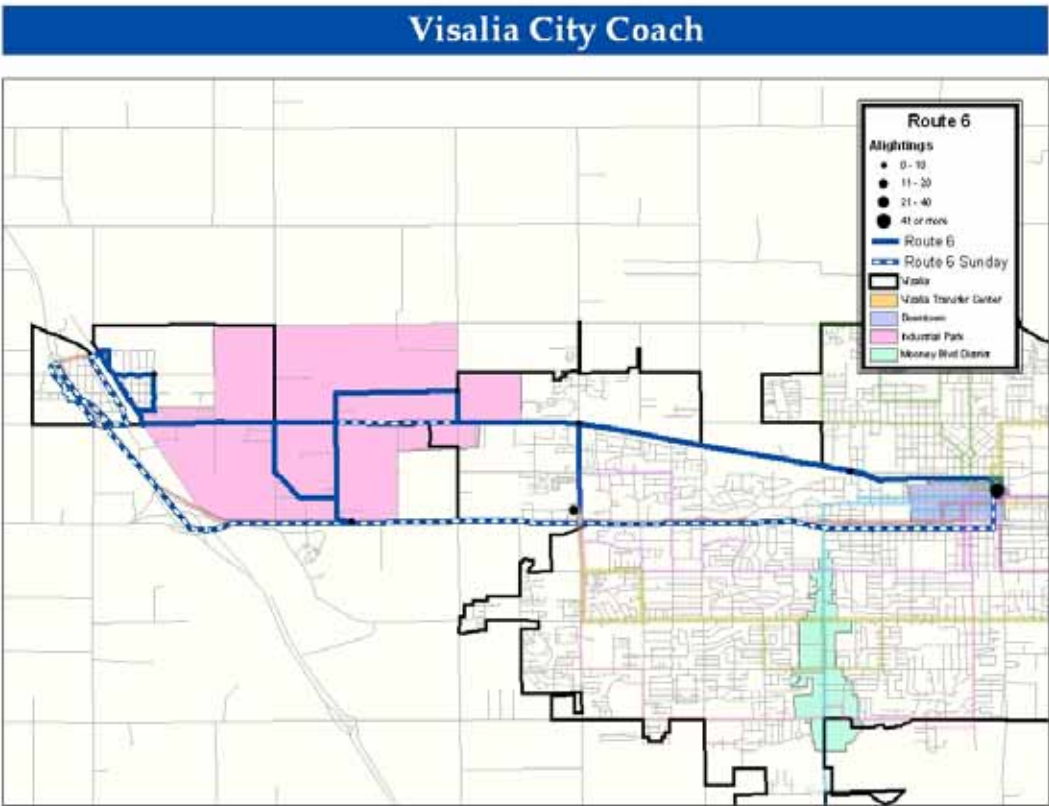 Visalia City Coach
Route 6
Alightings
0 - 10
11 - 20
21 - 40
41 or more
Route 6
Route 6 Sunday
Visalia
Visalia Transfer Center
Downtown
Industrial Park
Mooney Blvd District